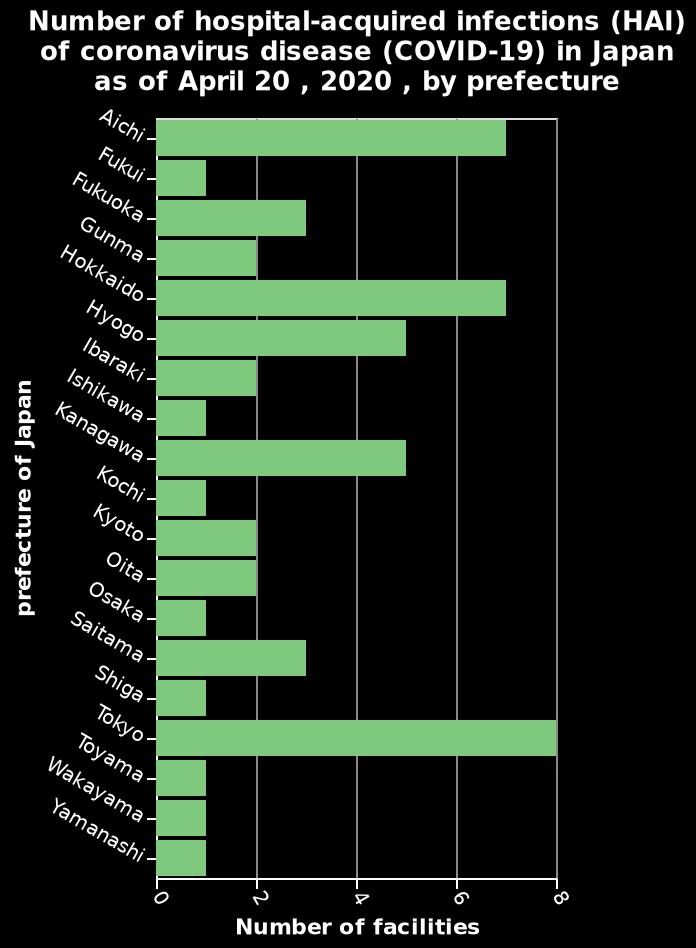 Number of hospital-acquired infections (HAI)
of coronavirus disease (COVID-19) in Japan
as of April 20 , 2020 , by prefecture
prefecture of Japan
Aichi
Fukui
Fukuoka
Gunma
Hokkaido
Hyogo
Ibaraki
Ishikawa
Kanagawa
Kochi
Kyoto
Oita
Osaka
Saitama
Shiga
Tokyo
Toyama
Wakayama
Yamanashi
0 2 4 6 8
Number of facilities